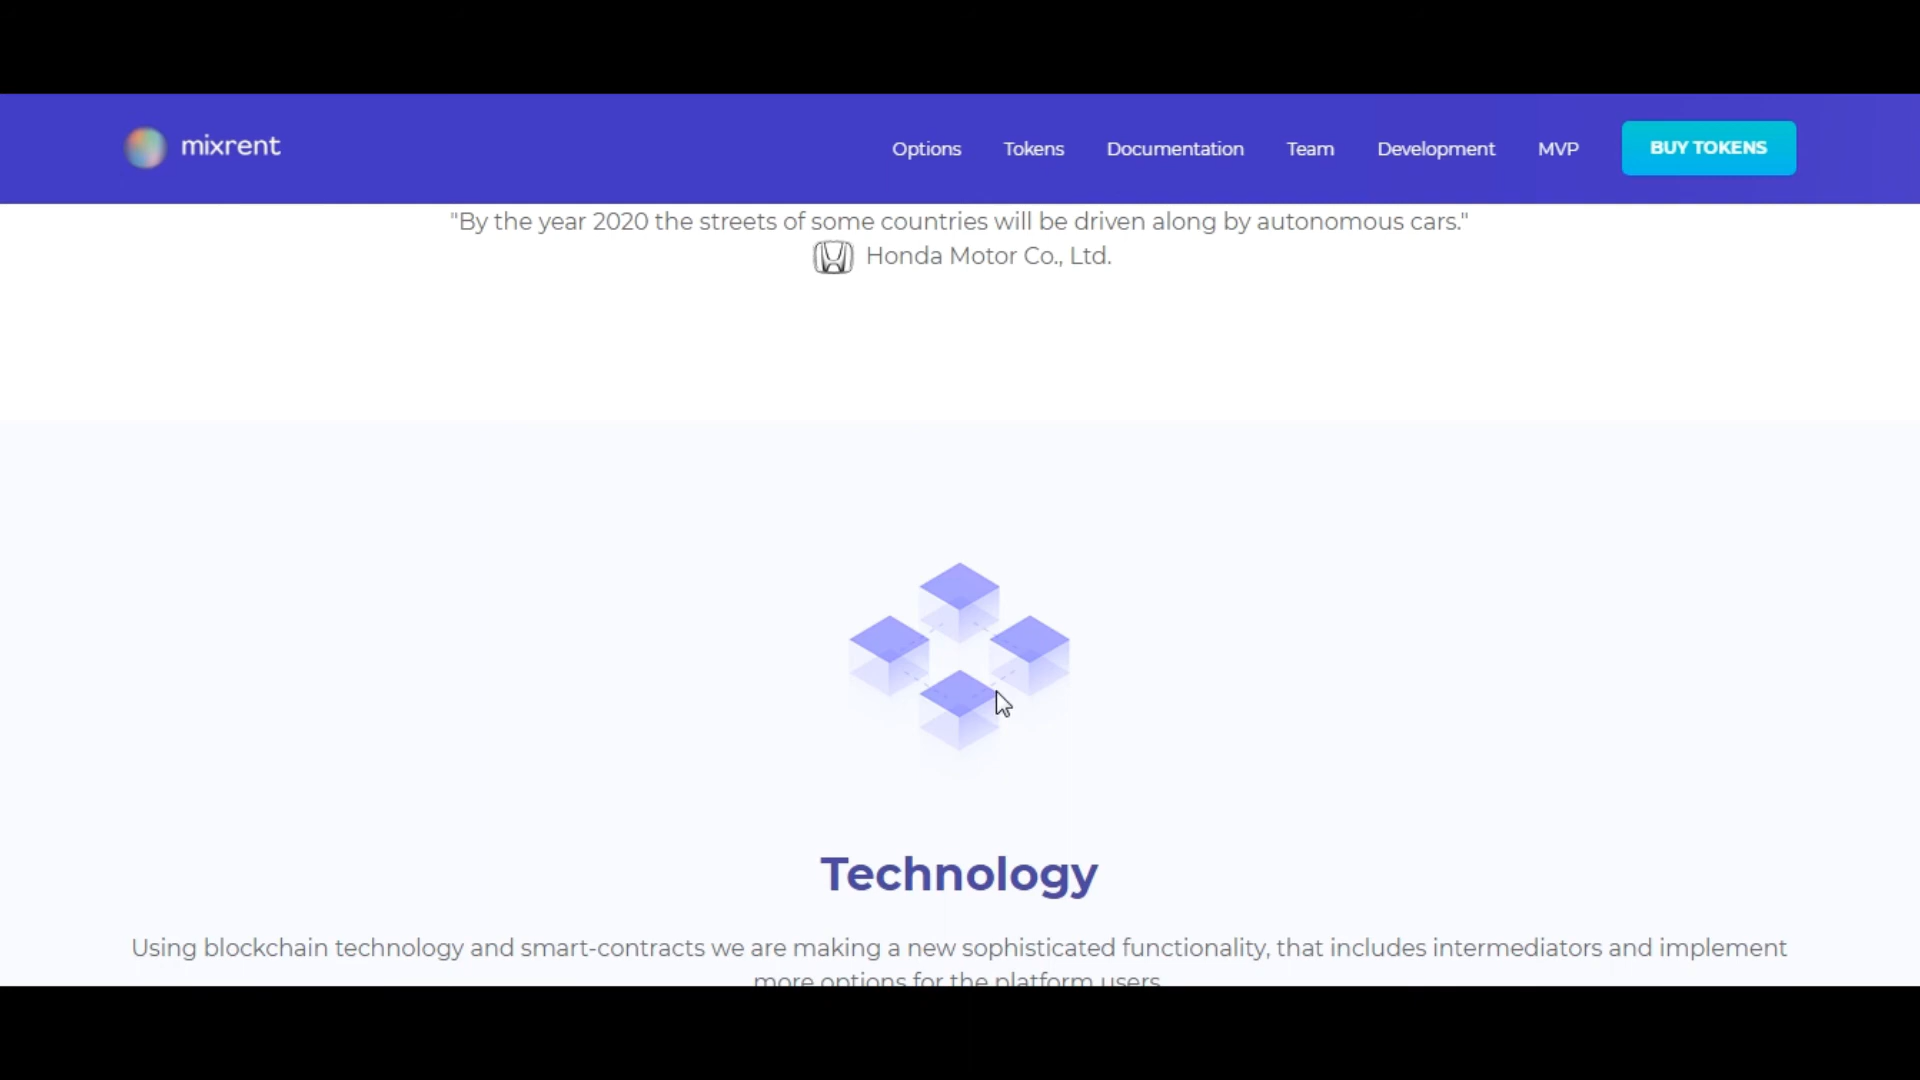 mixrent
Options Tokens Documentation Team Development MVP BUY TOKENS
"By the year 2020 the streets of some countries will be driven along by autonomous cars."
Honda Motor Co., Ltd.
Technology
Using blockchain technology and smart-contracts we are making a new sophisticated functionality, that includes intermediators and implement
more options for the platform users.